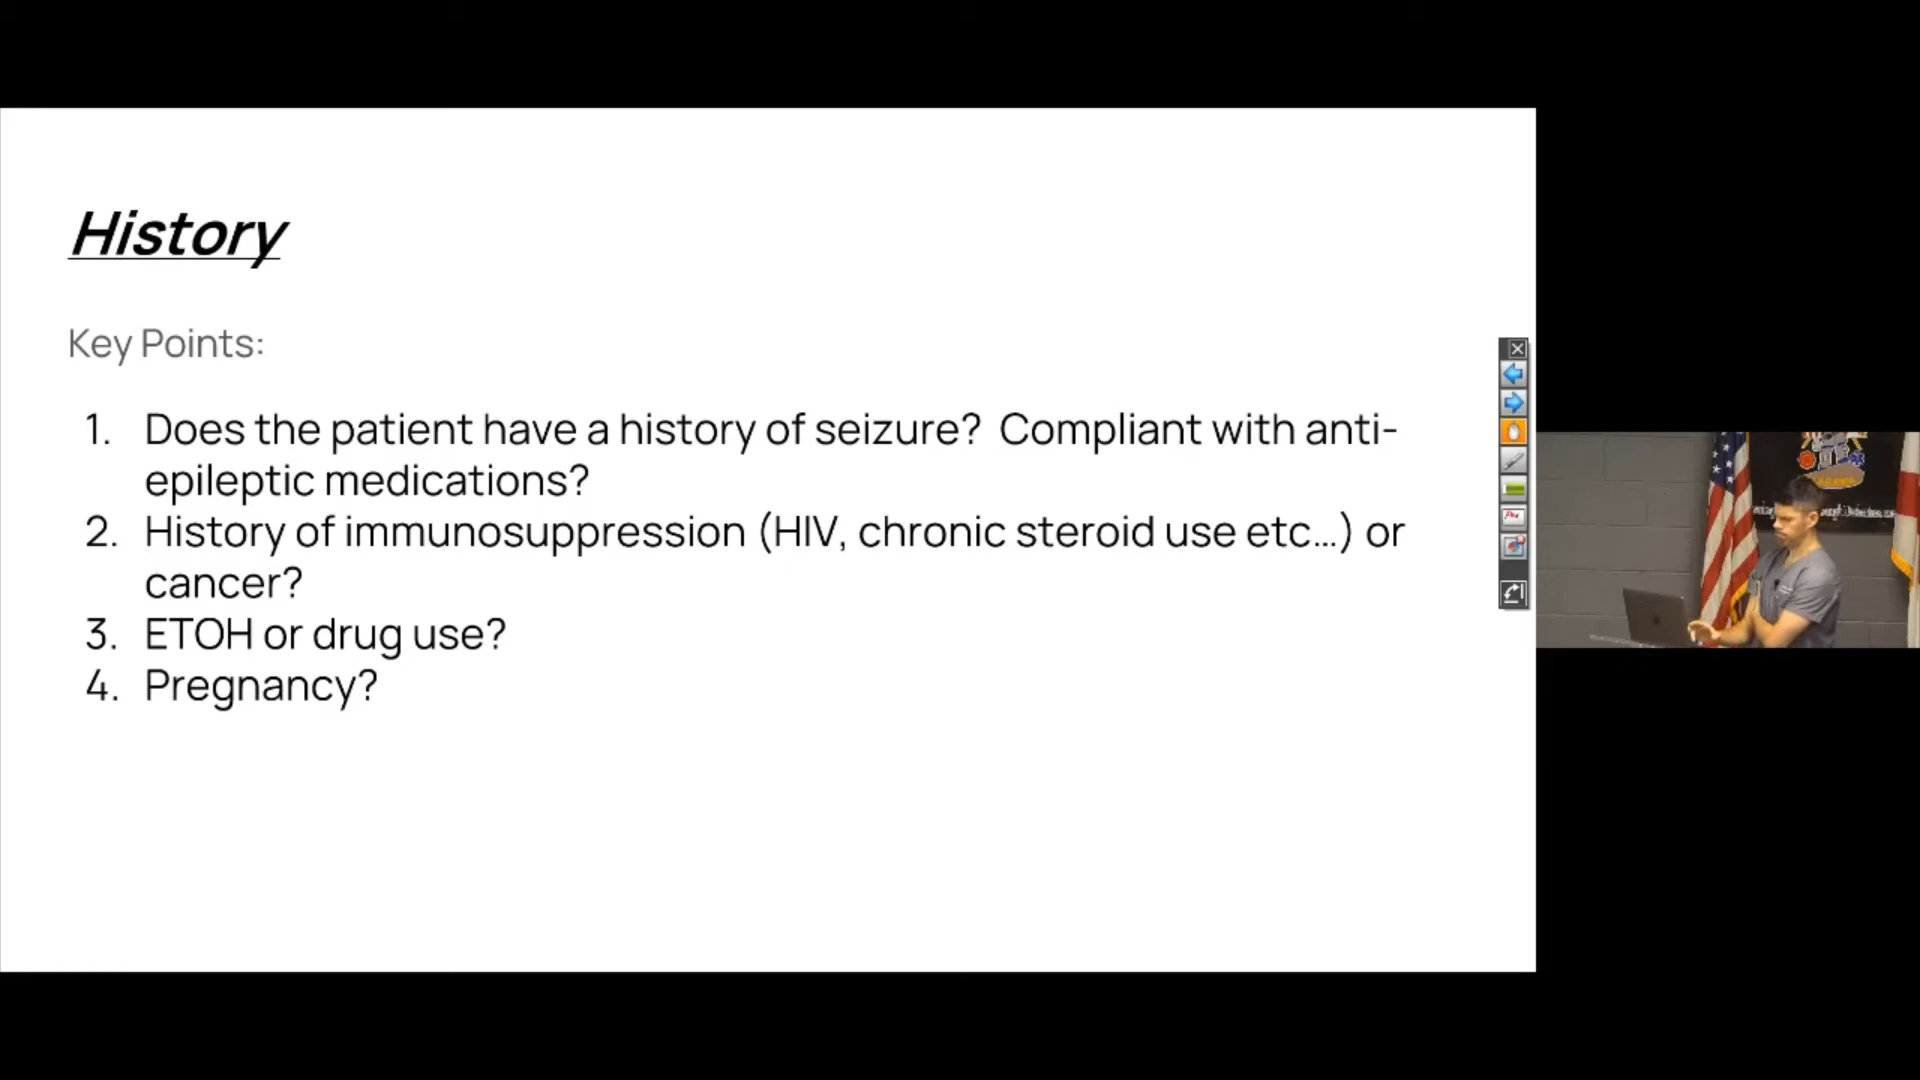 History
Key Points:
1. Does the patient have a history of seizure? Compliant with anti-
epileptic medications?
2. History of immunosuppression (HIV, chronic steroid use etc...) or
cancer?
3. ETOH or drug use?
4. Pregnancy?